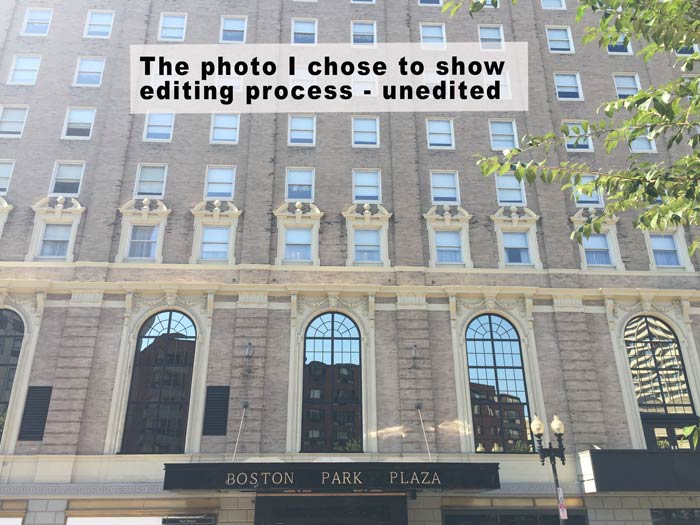 The photo I chose to show
editing process - unedited
BOSTON PARK PLAZA